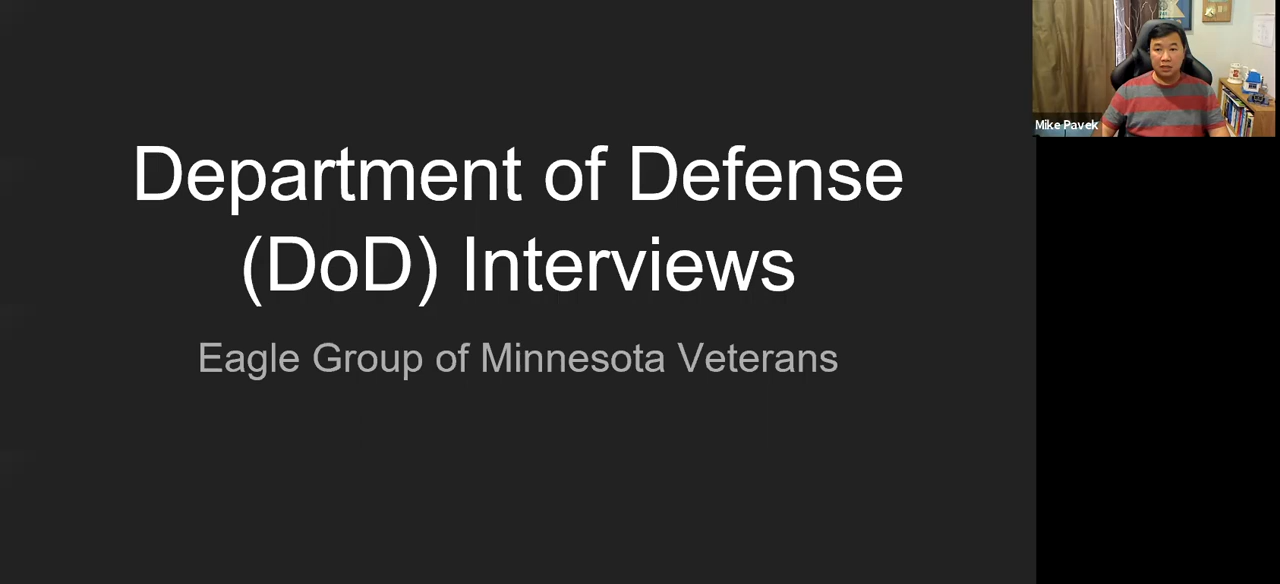 Department of Defense
(DoD) Interviews
Eagle Group of Minnesota Veterans
Mike Pavek